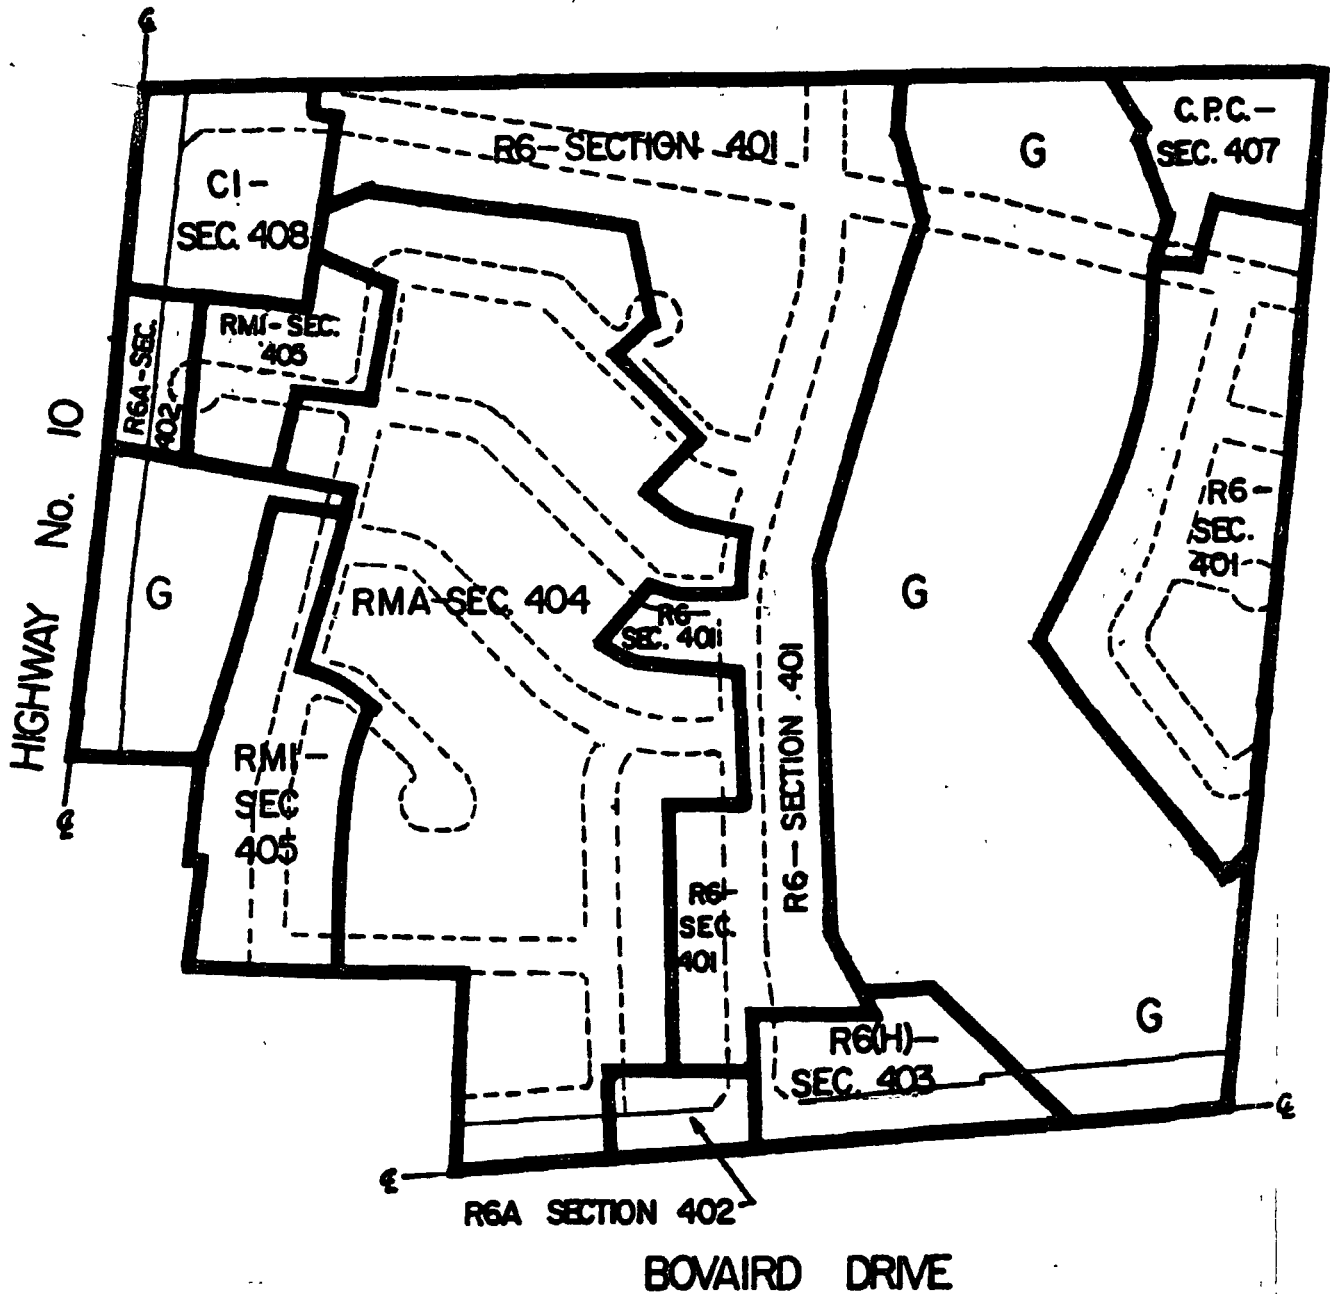 ℄
C.P.C.–
SEC. 407
R6–SECTION 401
G
C1–
SEC. 408
RM1–SEC.
405
R6A–SEC.
402
HIGHWAY No. 10
R6–
SEC.
401
G
G
RMA–SEC. 404
R6–
SEC. 401
R6–SECTION 401
RM1–
SEC
405
℄
R6–
SEC.
401
G
R6(H)–
SEC. 403
℄
℄
R6A SECTION 402
BOVAIRD DRIVE